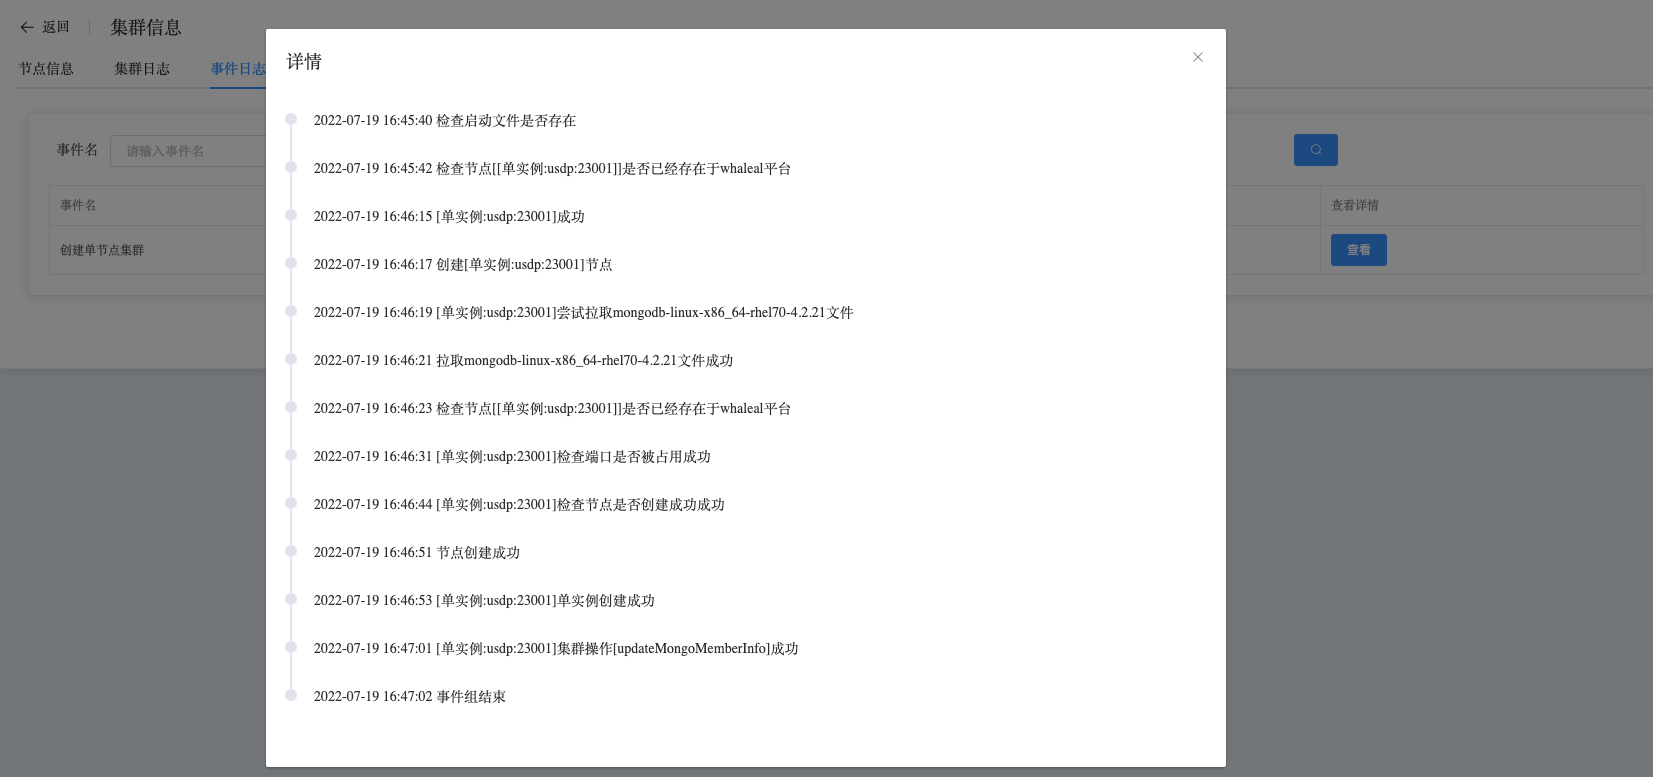 返回
集群信息
节点信息
集群日志
事件日志
事件名
请输入事件名
事件名
查看详情
创建单节点集群
查看
详情
2022-07-19 16:45:40 检查启动文件是否存在
2022-07-19 16:45:42 检查节点[[单实例:usdp:23001]]是否已经存在于whaleal平台
2022-07-19 16:46:15 [单实例:usdp:23001]成功
2022-07-19 16:46:17 创建[单实例:usdp:23001]节点
2022-07-19 16:46:19 [单实例:usdp:23001]尝试拉取mongodb-linux-x86_64-rhel70-4.2.21文件
2022-07-19 16:46:21 拉取mongodb-linux-x86_64-rhel70-4.2.21文件成功
2022-07-19 16:46:23 检查节点[[单实例:usdp:23001]]是否已经存在于whaleal平台
2022-07-19 16:46:31 [单实例:usdp:23001]检查端口是否被占用成功
2022-07-19 16:46:44 [单实例:usdp:23001]检查节点是否创建成功成功
2022-07-19 16:46:51 节点创建成功
2022-07-19 16:46:53 [单实例:usdp:23001]单实例创建成功
2022-07-19 16:47:01 [单实例:usdp:23001]集群操作[updateMongoMemberInfo]成功
2022-07-19 16:47:02 事件组结束